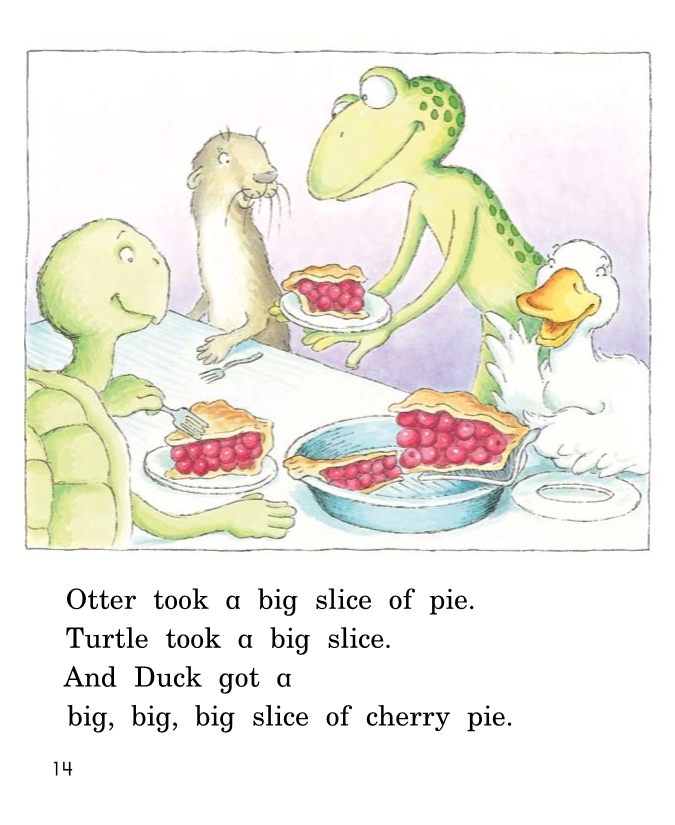 Otter took a big slice of pie.
Turtle took a big slice.
And Duck got a
big, big, big slice of cherry pie.
14